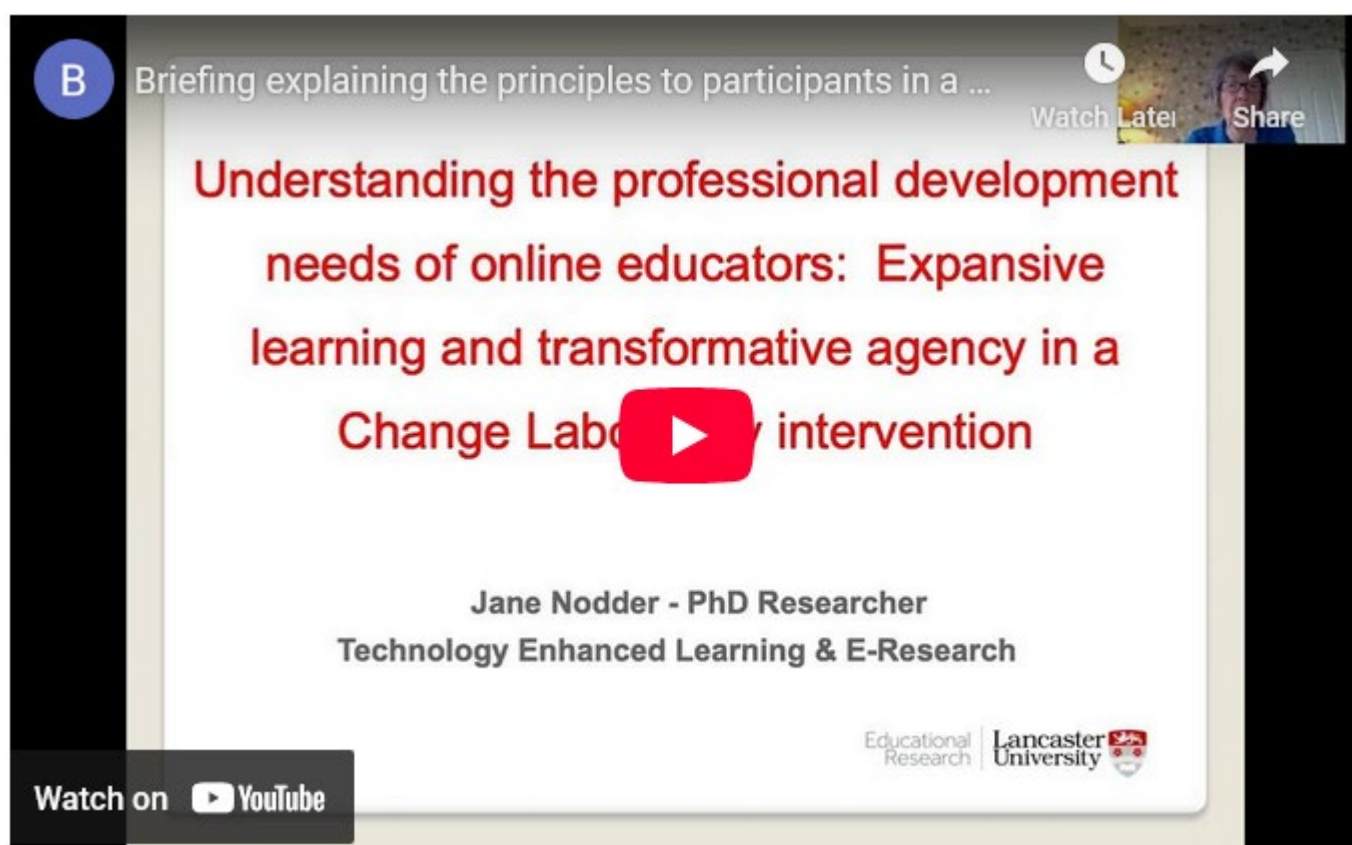 B
Briefing explaining the principles to participants in a ...
Watch Later
Share
Understanding the professional development
needs of online educators: Expansive
learning and transformative agency in a
Change intervention
Jane Nodder - PhD Researcher
Technology Enhanced Learning & E-Research
Educational
Research
Lancaster
University
Watch on YouTube